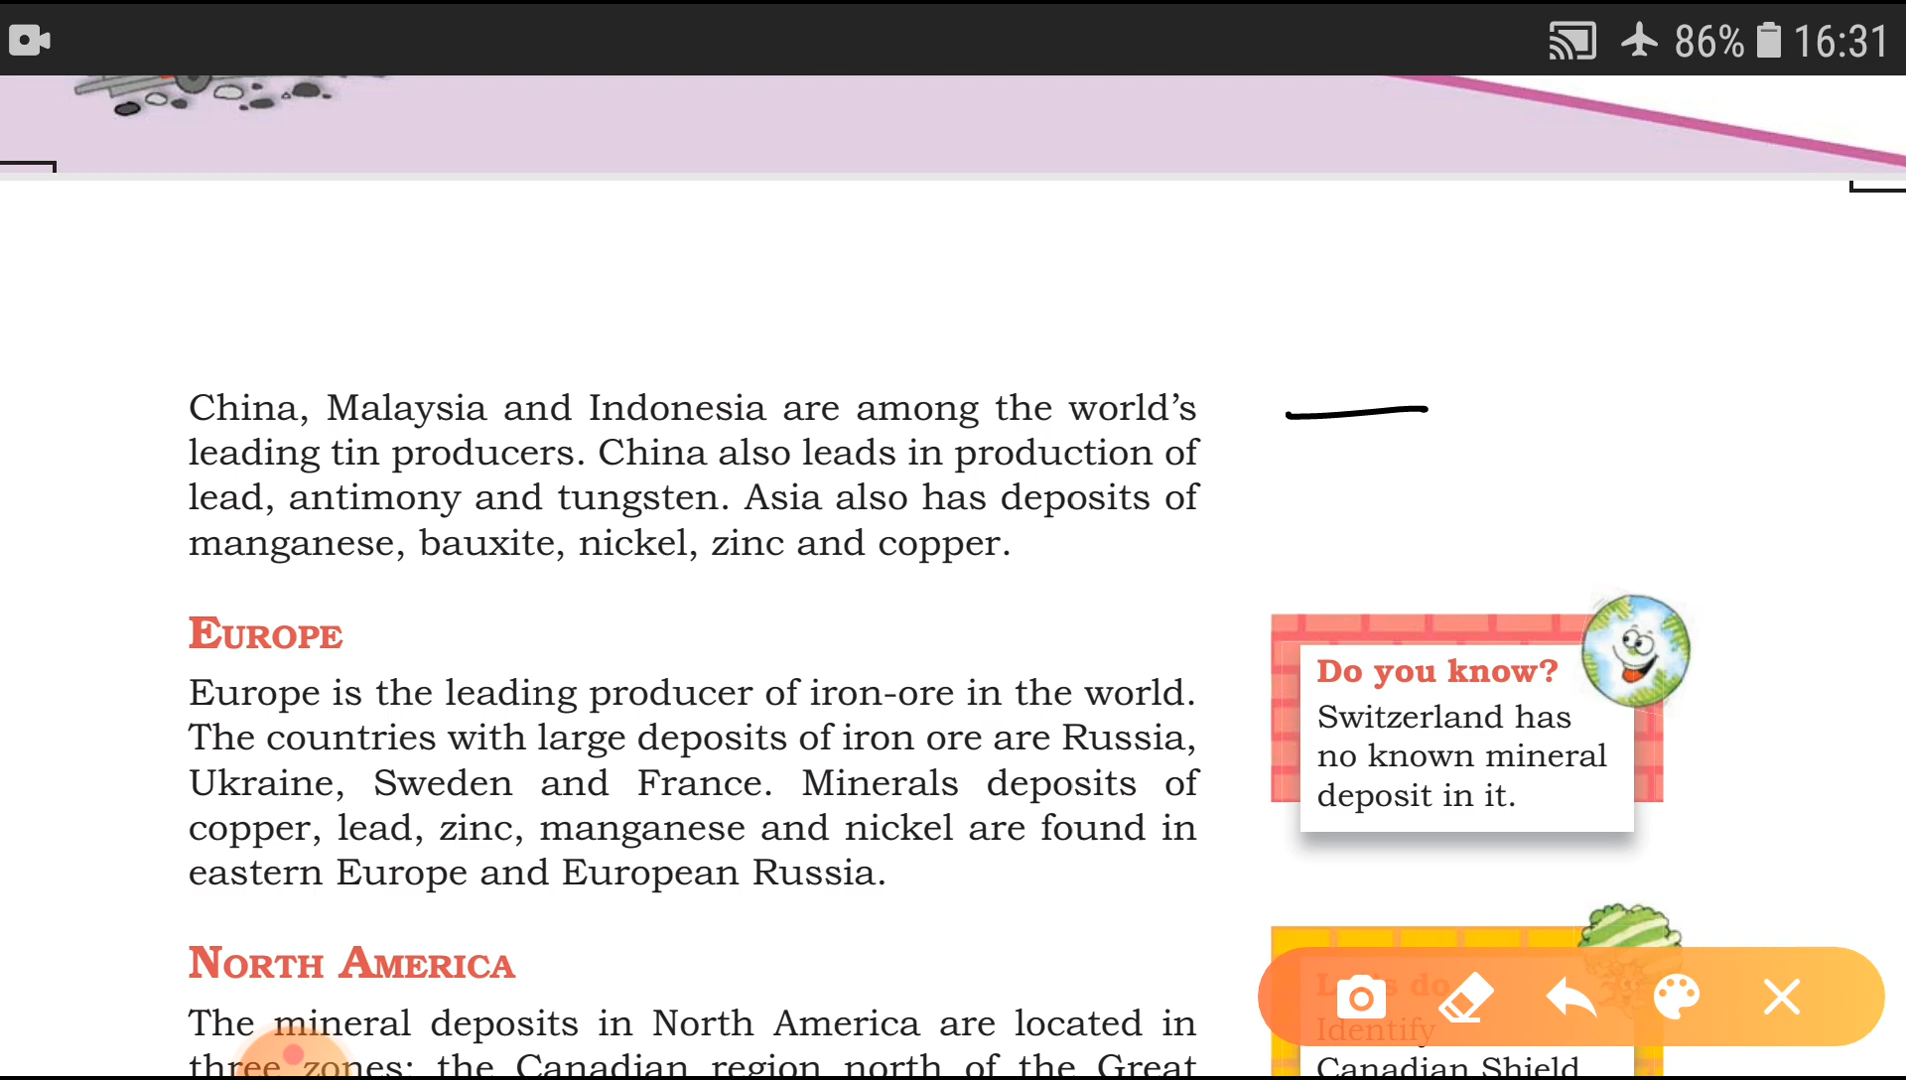 86% 16:31
China, Malaysia and Indonesia are among the world's
leading tin producers. China also leads in production of
lead, antimony and tungsten. Asia also has deposits of
manganese, bauxite, nickel, zinc and copper.
EUROPE
Europe is the leading producer of iron-ore in the world.
The countries with large deposits of iron ore are Russia,
Ukraine, Sweden and France. Minerals deposits of
copper, lead, zinc, manganese and nickel are found in
eastern Europe and European Russia.
NORTH AMERICA
The mineral deposits in North America are located in
three zones: the Canadian region north of the Great
Do you know?
Switzerland has
no known mineral
deposit in it.
do
Identify
Canadian Shield